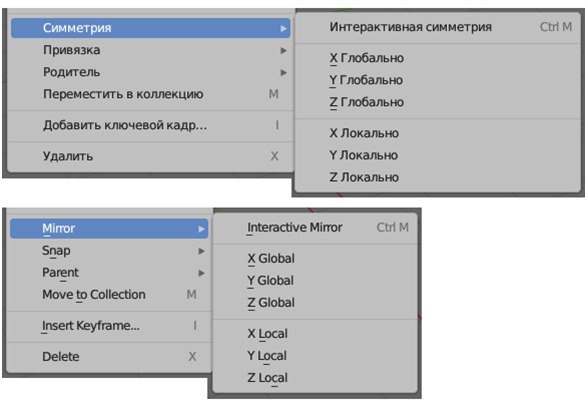 Симметрия
Привязка
Родитель
Переместить в коллекцию M
Добавить ключевой кадр... I
Удалить X
Интерактивная симметрия Ctrl M
X Глобально
Y Глобально
Z Глобально
X Локально
Y Локально
Z Локально
Mirror
Snap
Parent
Move to Collection M
Insert Keyframe... I
Delete X
Interactive Mirror Ctrl M
X Global
Y Global
Z Global
X Local
Y Local
Z Local